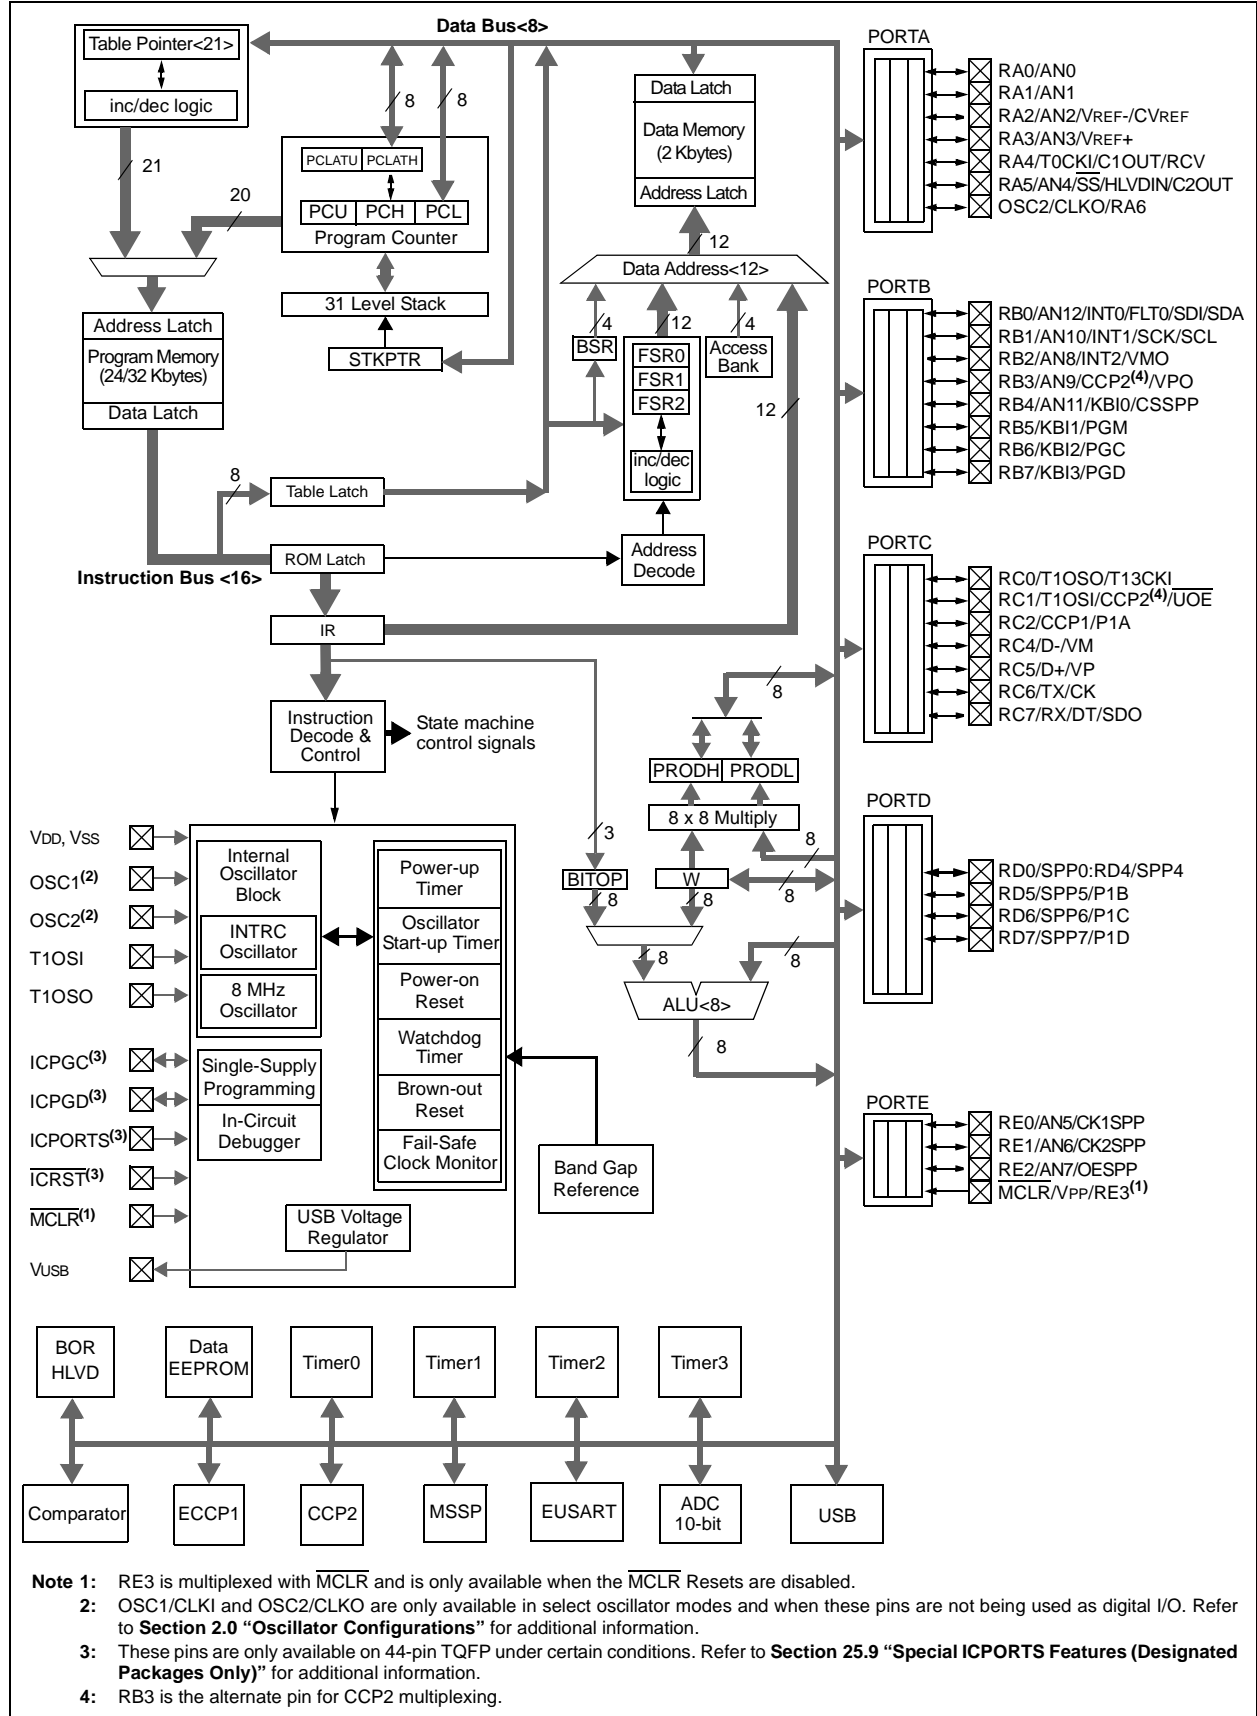 Data Bus<8>
Table Pointer<21>
inc/dec logic
21
20
8
8
PCLATU PCLATH
PCU PCH PCL
Program Counter
31 Level Stack
STKPTR
Address Latch
Program Memory
(24/32 Kbytes)
Data Latch
8
Table Latch
ROM Latch
Instruction Bus <16>
IR
Data Latch
Data Memory
(2 Kbytes)
Address Latch
12
Data Address<12>
4
12
4
BSR
FSR0
FSR1
FSR2
inc/dec
logic
Access
Bank
12
Address
Decode
Instruction
Decode &
Control
State machine
control signals
8
PRODH PRODL
8 x 8 Multiply
3
8
BITOP
W
8
8
8
8
8
ALU<8>
8
VDD, VSS
OSC1(2)
OSC2(2)
T1OSI
T1OSO
ICPGC(3)
ICPGD(3)
ICPORTS(3)
ICRST(3)
MCLR(1)
VUSB
Internal
Oscillator
Block
INTRC
Oscillator
8 MHz
Oscillator
Single-Supply
Programming
In-Circuit
Debugger
Power-up
Timer
Oscillator
Start-up Timer
Power-on
Reset
Watchdog
Timer
Brown-out
Reset
Fail-Safe
Clock Monitor
USB Voltage
Regulator
Band Gap
Reference
PORTA
RA0/AN0
RA1/AN1
RA2/AN2/VREF-/CVREF
RA3/AN3/VREF+
RA4/T0CKI/C1OUT/RCV
RA5/AN4/SS/HLVDIN/C2OUT
OSC2/CLKO/RA6
PORTB
RB0/AN12/INT0/FLT0/SDI/SDA
RB1/AN10/INT1/SCK/SCL
RB2/AN8/INT2/VMO
RB3/AN9/CCP2(4)/VPO
RB4/AN11/KBI0/CSSPP
RB5/KBI1/PGM
RB6/KBI2/PGC
RB7/KBI3/PGD
PORTC
RC0/T1OSO/T13CKI
RC1/T1OSI/CCP2(4)/UOE
RC2/CCP1/P1A
RC4/D-/VM
RC5/D+/VP
RC6/TX/CK
RC7/RX/DT/SDO
PORTD
RD0/SPP0:RD4/SPP4
RD5/SPP5/P1B
RD6/SPP6/P1C
RD7/SPP7/P1D
PORTE
RE0/AN5/CK1SPP
RE1/AN6/CK2SPP
RE2/AN7/OESPP
MCLR/VPP/RE3(1)
BOR
HLVD
Data
EEPROM
Timer0
Timer1
Timer2
Timer3
Comparator
ECCP1
CCP2
MSSP
EUSART
ADC
10-bit
USB
Note 1: RE3 is multiplexed with MCLR and is only available when the MCLR Resets are disabled.
2: OSC1/CLKI and OSC2/CLKO are only available in select oscillator modes and when these pins are not being used as digital I/O. Refer
to Section 2.0 “Oscillator Configurations” for additional information.
3: These pins are only available on 44-pin TQFP under certain conditions. Refer to Section 25.9 “Special ICPORTS Features (Designated
Packages Only)” for additional information.
4: RB3 is the alternate pin for CCP2 multiplexing.